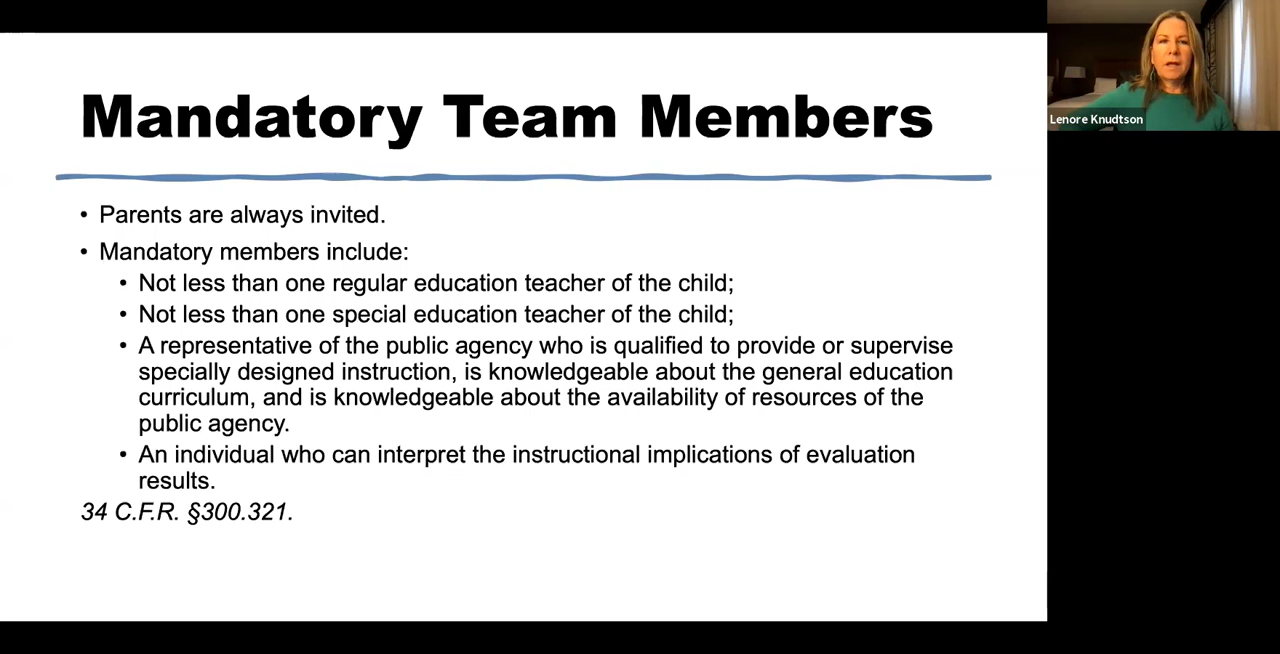 Mandatory Team Members
• Parents are always invited.
• Mandatory members include:
• Not less than one regular education teacher of the child;
• Not less than one special education teacher of the child;
• A representative of the public agency who is qualified to provide or supervise
specially designed instruction, is knowledgeable about the general education
curriculum, and is knowledgeable about the availability of resources of the
public agency.
• An individual who can interpret the instructional implications of evaluation
results.
34 C.F.R. §300.321.
Lenore Knudtson